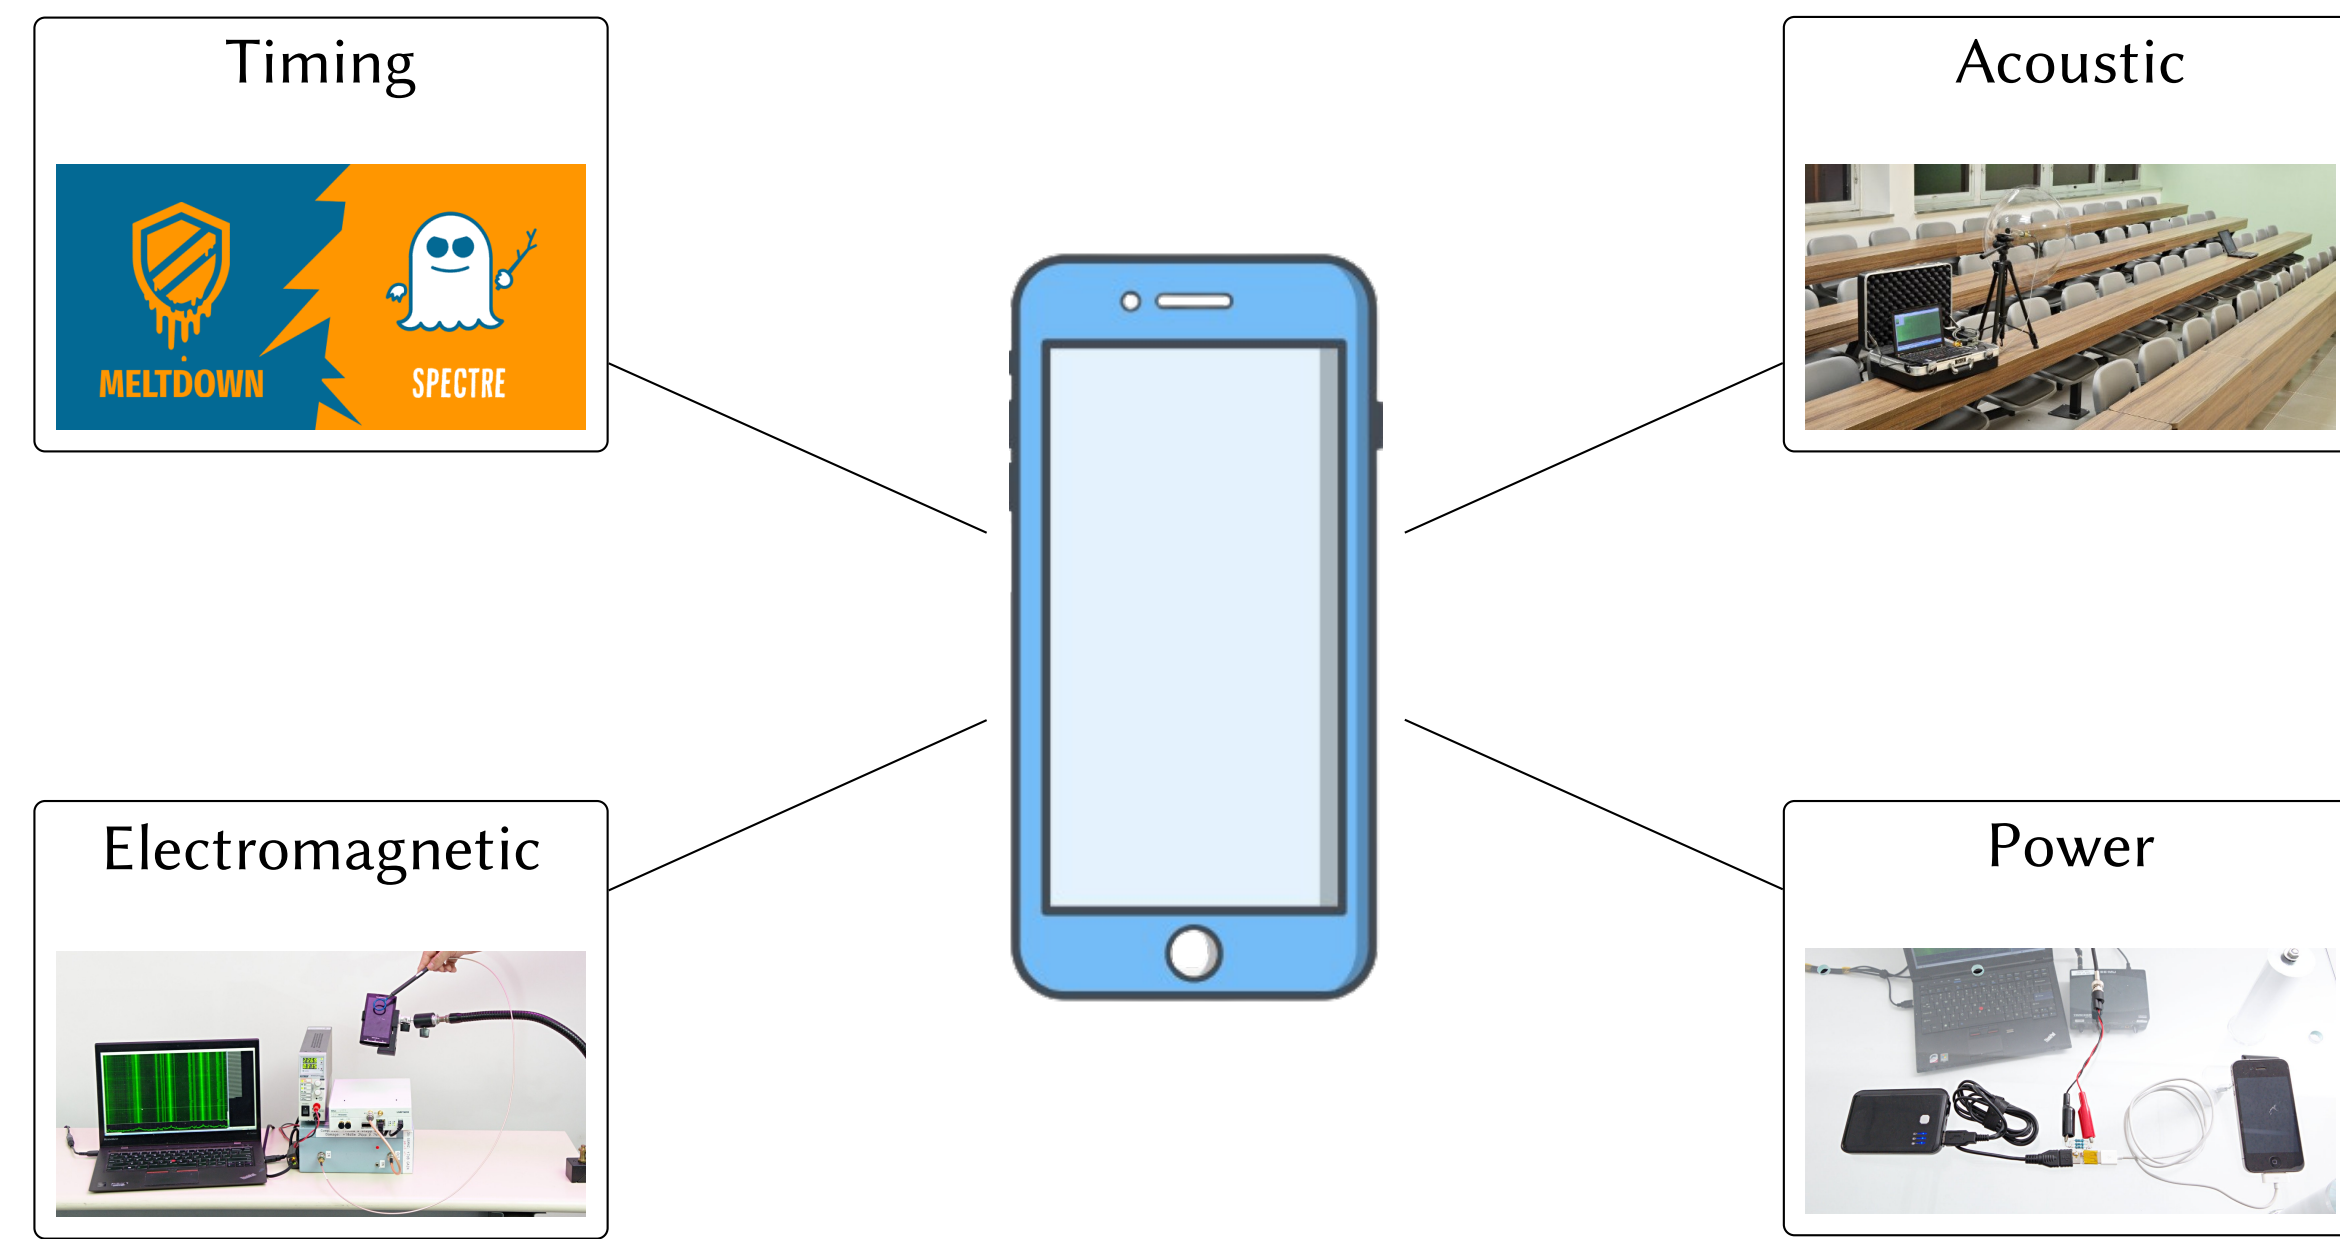 Timing
MELTDOWN
SPECTRE
Acoustic
Electromagnetic
Power